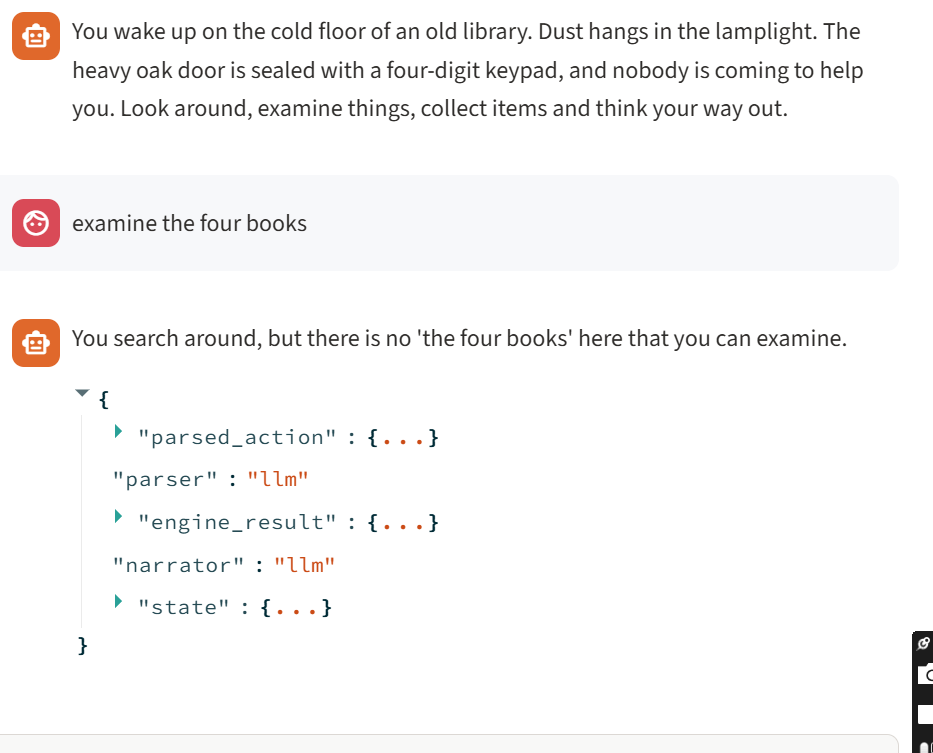 You wake up on the cold floor of an old library. Dust hangs in the lamplight. The
heavy oak door is sealed with a four-digit keypad, and nobody is coming to help
you. Look around, examine things, collect items and think your way out.
examine the four books
You search around, but there is no 'the four books' here that you can examine.
{
"parsed_action" : {...}
"parser" : "llm"
"engine_result" : {...}
"narrator" : "llm"
"state" : {...}
}